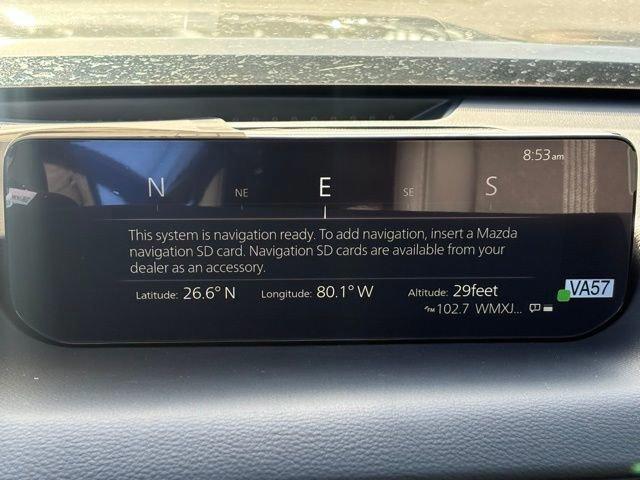 8:53am
N NE E SE S
This system is navigation ready. To add navigation, insert a Mazda
navigation SD card. Navigation SD cards are available from your
dealer as an accessory.
Latitude: 26.6° N Longitude: 80.1° W Altitude: 29feet
VA57
FM 102.7 WMXJ...